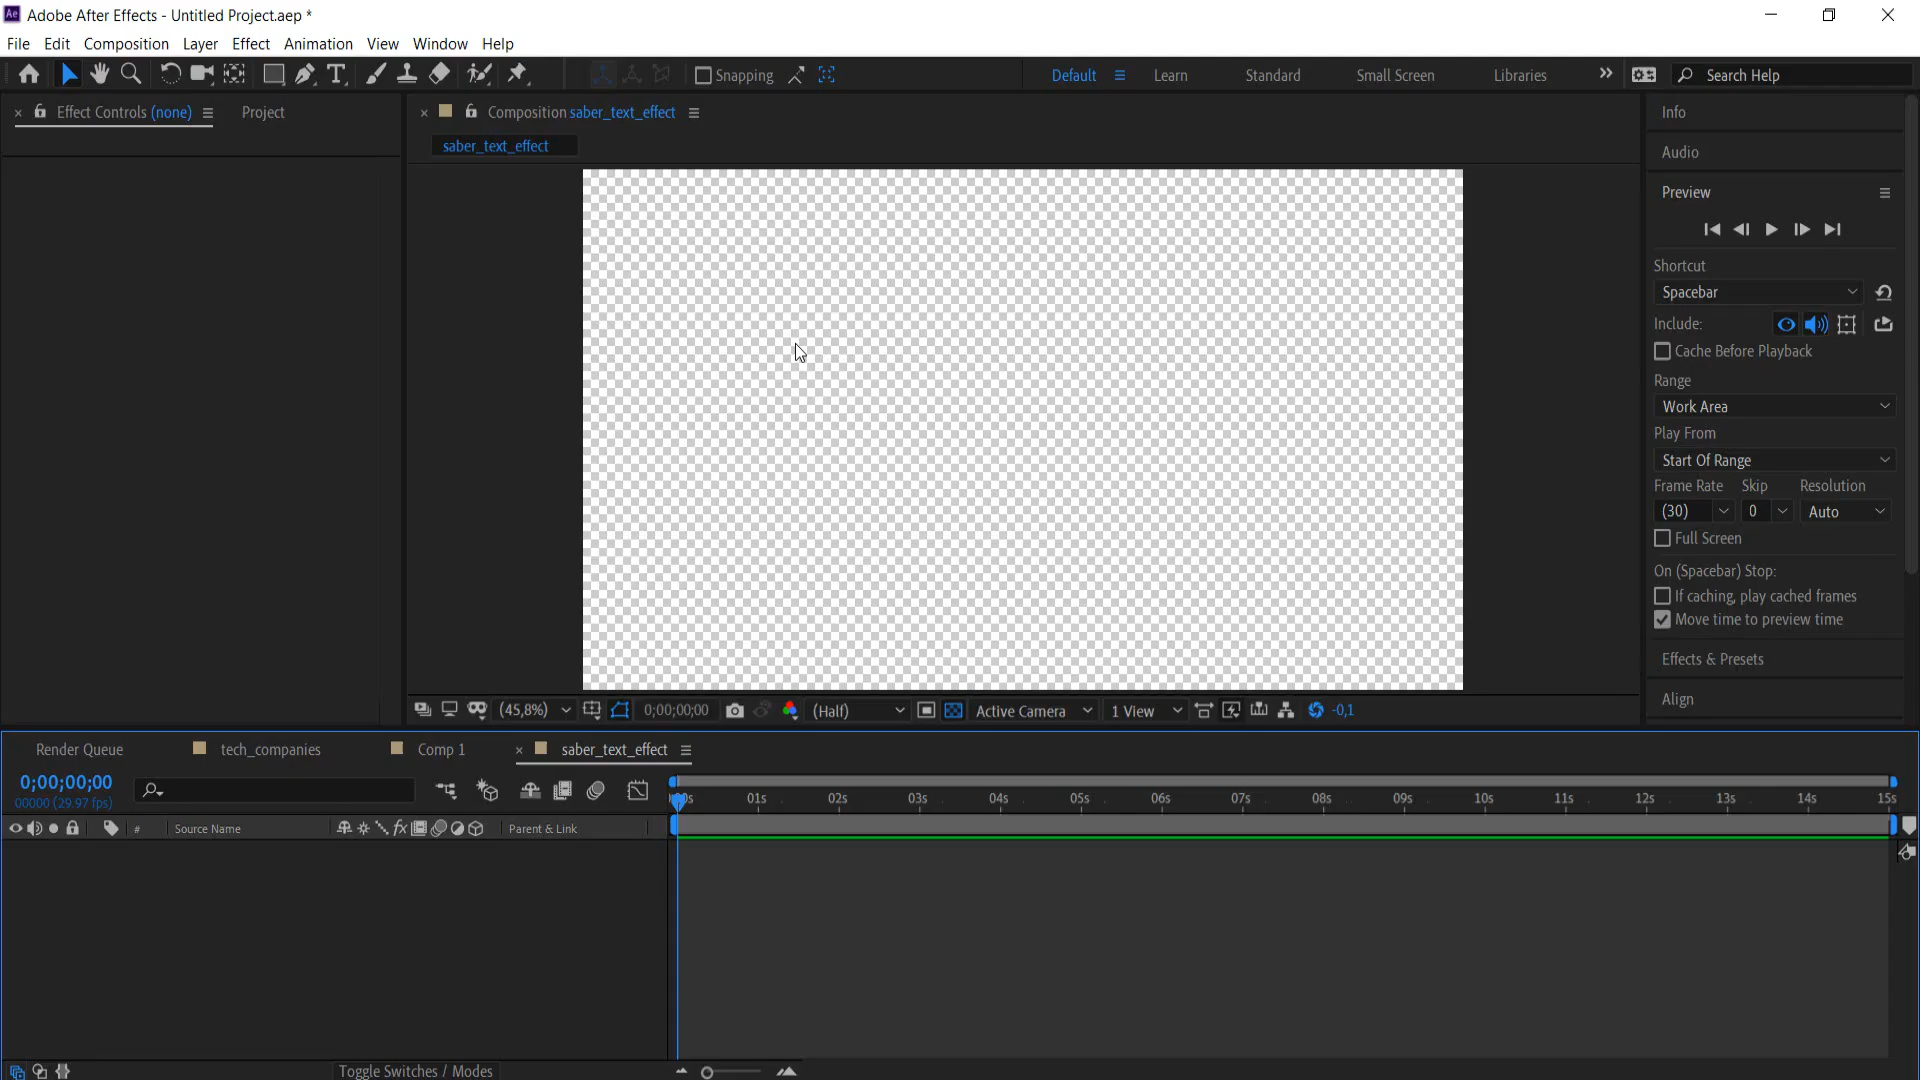 Ae Adobe After Effects - Untitled Project.aep *
File Edit Composition Layer Effect Animation View Window Help
T Snapping Default Learn Standard Small Screen Libraries Search Help
Effect Controls (none) Project
Composition saber_text_effect
saber_text_effect
Info
Audio
Preview
Shortcut
Spacebar
Include:
Cache Before Playback
Range
Work Area
Play From
Start Of Range
Frame Rate Skip Resolution
(30) 0 Auto
Full Screen
On (Spacebar) Stop:
If caching, play cached frames
Move time to preview time
Effects & Presets
Align
(45,8%) 0;00;00;00 (Half) Active Camera 1 View -0,1
Render Queue tech_companies Comp 1 saber_text_effect
0;00;00;00
00000 (29.97 fps)
01s 02s 03s 04s 05s 06s 07s 08s 09s 10s 11s 12s 13s 14s 15s
# Source Name fx Parent & Link
Toggle Switches / Modes